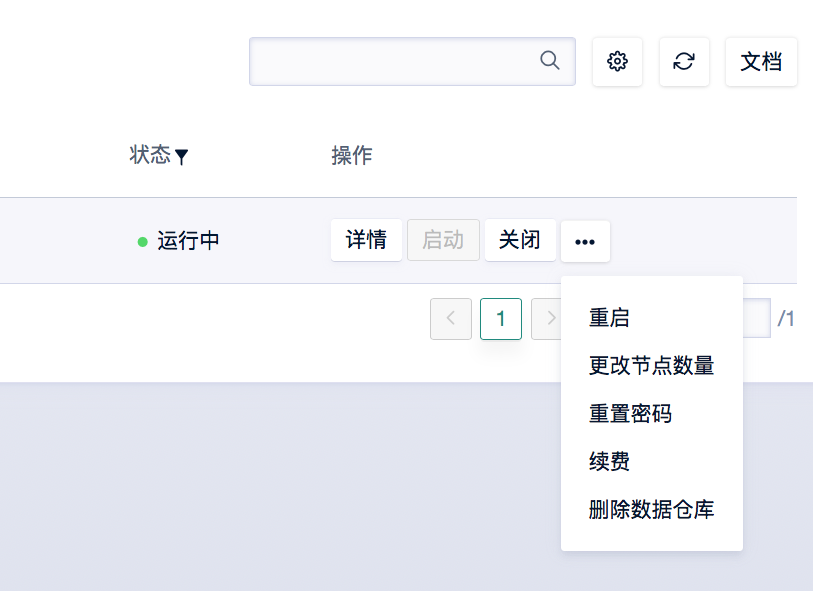 文档
状态 操作
运行中 详情 启动 关闭 •••
1 /1
重启
更改节点数量
重置密码
续费
删除数据仓库